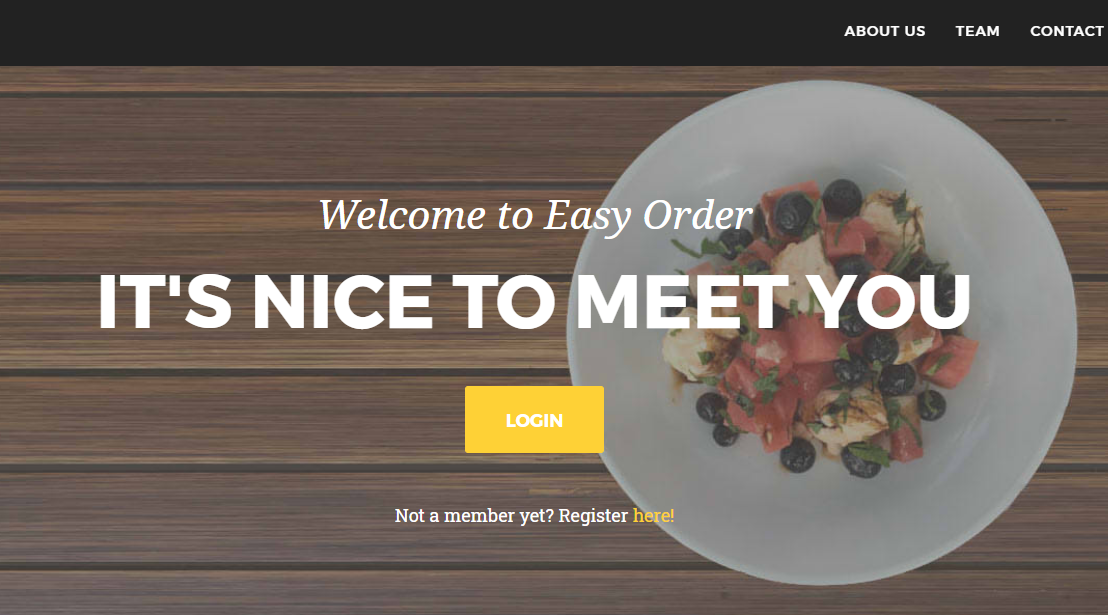 ABOUT US TEAM CONTACT
Welcome to Easy Order
IT'S NICE TO MEET YOU
LOGIN
Not a member yet? Register here!